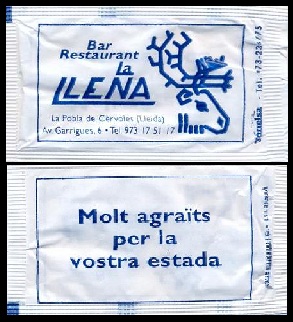 Bar
Restaurant
la
LLENA
La Pobla de Cérvoles (Lleida)
Av. Garrigues, 6 • Tel 973 17 51 17
Molt agraïts
per la
vostra estada